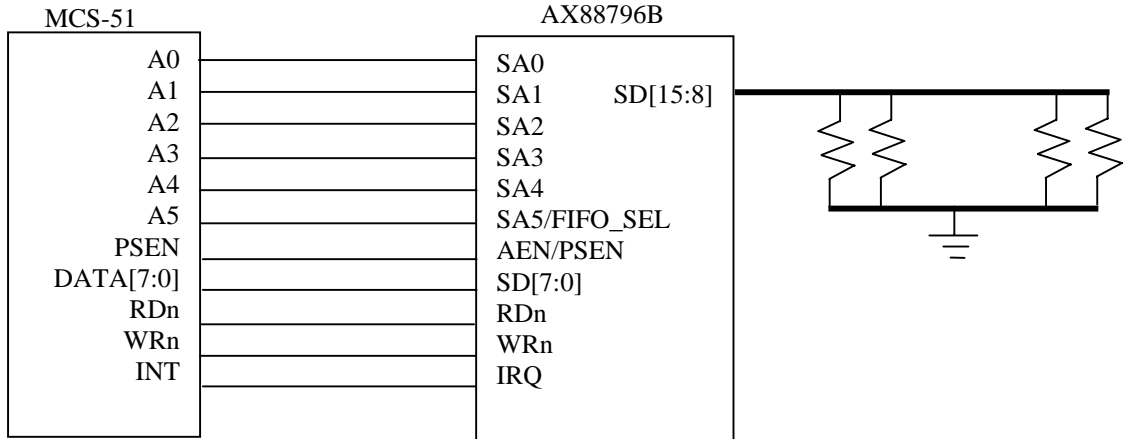 MCS-51
A0
A1
A2
A3
A4
A5
PSEN
DATA[7:0]
RDn
WRn
INT
AX88796B
SA0
SA1 SD[15:8]
SA2
SA3
SA4
SA5/FIFO_SEL
AEN/PSEN
SD[7:0]
RDn
WRn
IRQ